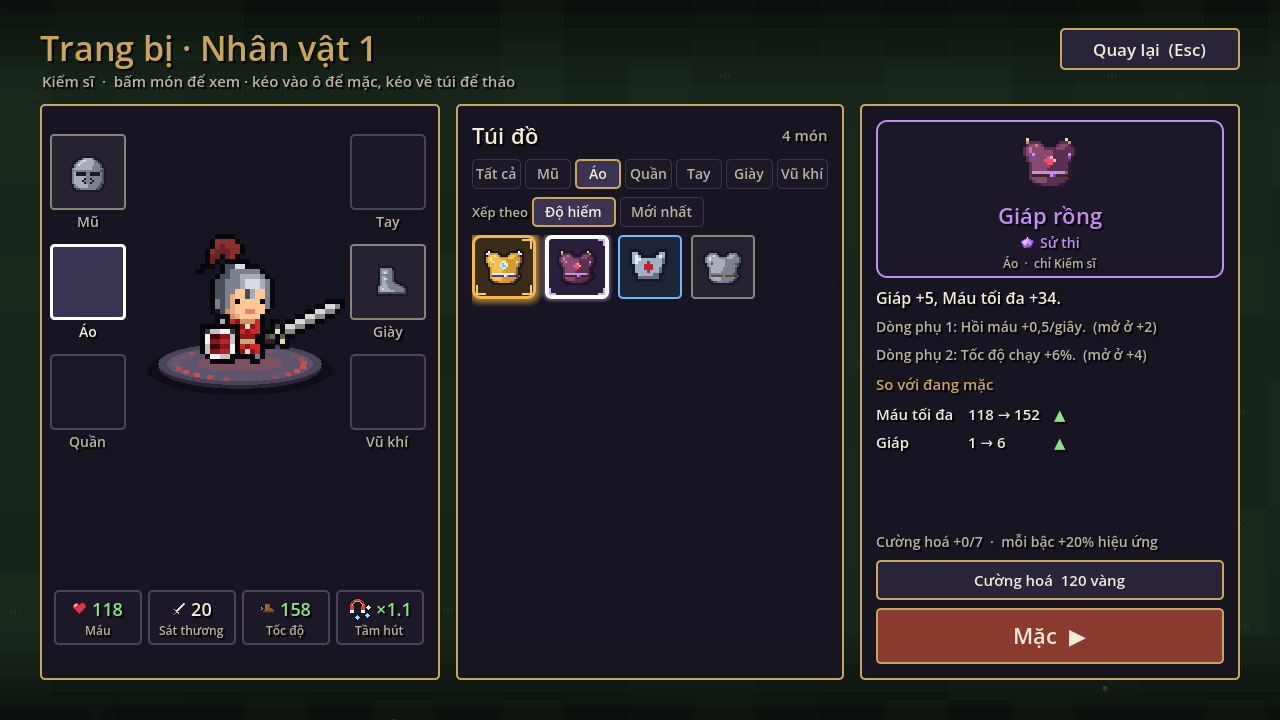 Trang bị · Nhân vật 1
Kiếm sĩ · bấm món để xem · kéo vào ô để mặc, kéo về túi để tháo
Quay lại (Esc)
Mũ
Tay
Áo
Giày
Quần
Vũ khí
118
Máu
20
Sát thương
158
Tốc độ
×1.1
Tầm hút
Túi đồ
4 món
Tất cả Mũ Áo Quần Tay Giày Vũ khí
Xếp theo Độ hiếm Mới nhất
Giáp rồng
Sử thi
Áo · chỉ Kiếm sĩ
Giáp +5, Máu tối đa +34.
Dòng phụ 1: Hồi máu +0,5/giây. (mở ở +2)
Dòng phụ 2: Tốc độ chạy +6%. (mở ở +4)
So với đang mặc
Máu tối đa 118 → 152 ▲
Giáp 1 → 6 ▲
Cường hoá +0/7 · mỗi bậc +20% hiệu ứng
Cường hoá 120 vàng
Mặc ▶